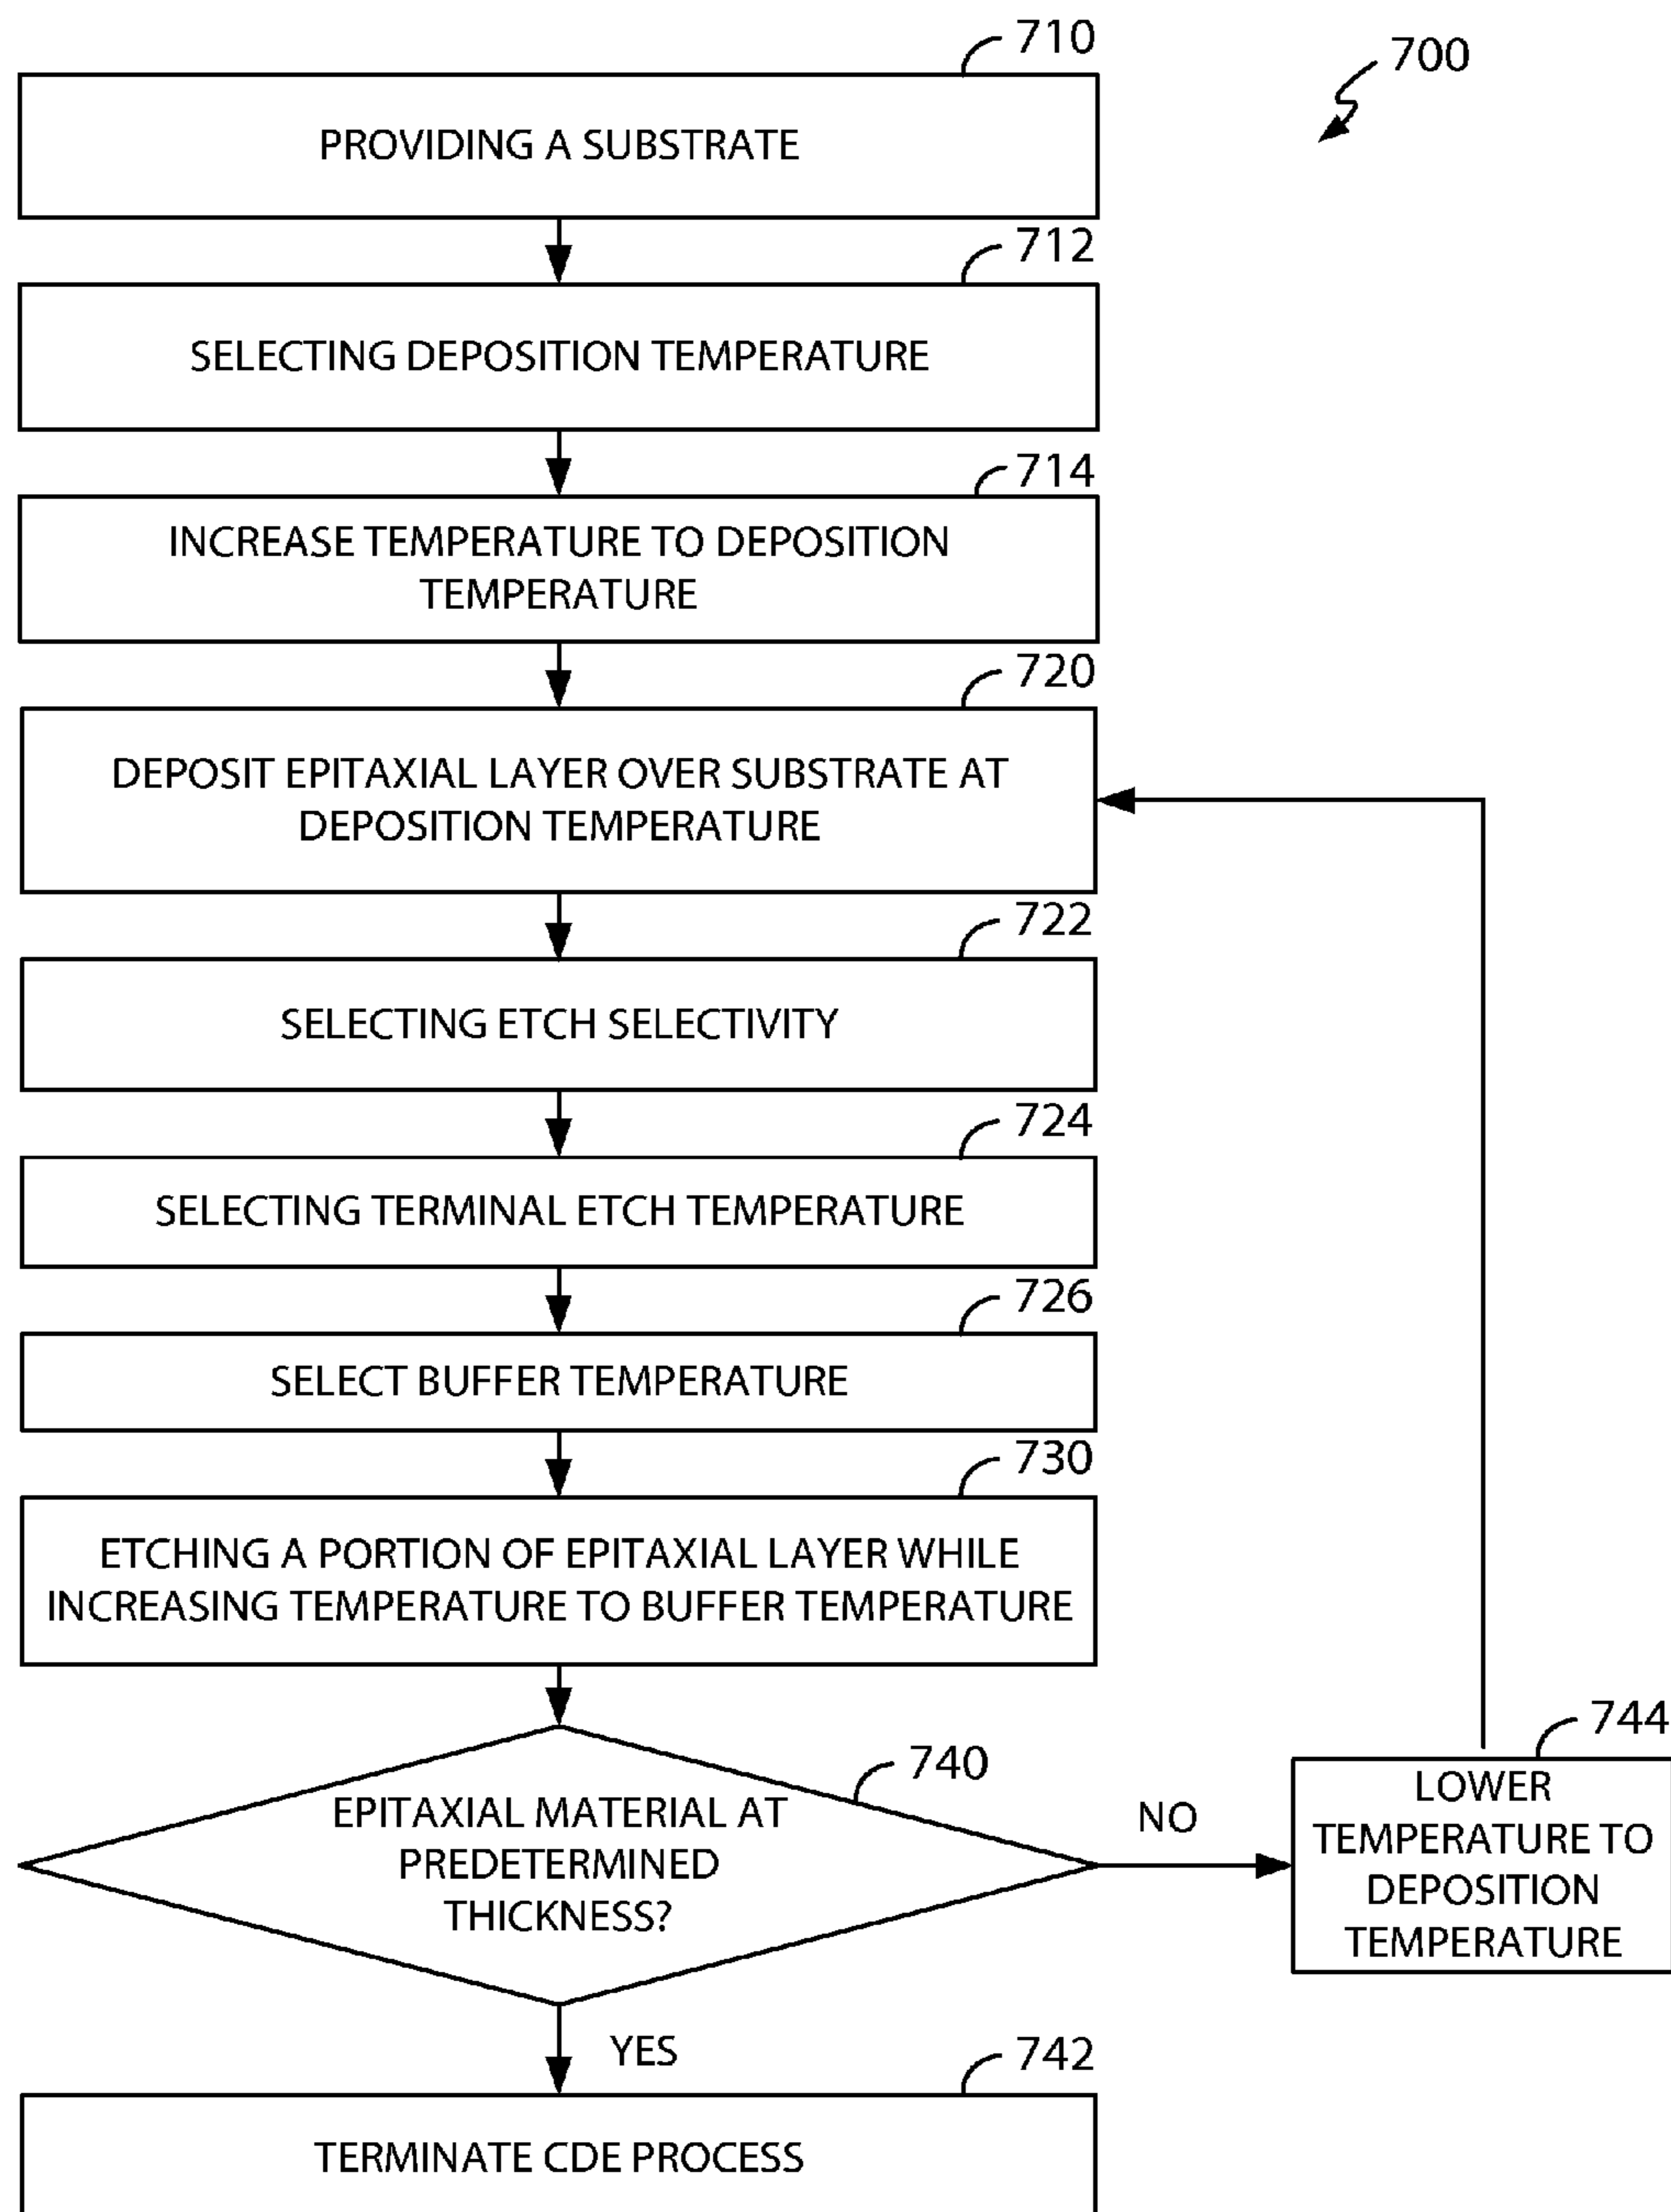 710
700
PROVIDING A SUBSTRATE
712
SELECTING DEPOSITION TEMPERATURE
714
INCREASE TEMPERATURE TO DEPOSITION
TEMPERATURE
720
DEPOSIT EPITAXIAL LAYER OVER SUBSTRATE AT
DEPOSITION TEMPERATURE
722
SELECTING ETCH SELECTIVITY
724
SELECTING TERMINAL ETCH TEMPERATURE
726
SELECT BUFFER TEMPERATURE
730
ETCHING A PORTION OF EPITAXIAL LAYER WHILE
INCREASING TEMPERATURE TO BUFFER TEMPERATURE
740
EPITAXIAL MATERIAL AT
PREDETERMINED
THICKNESS?
NO
744
LOWER
TEMPERATURE TO
DEPOSITION
TEMPERATURE
YES
742
TERMINATE CDE PROCESS